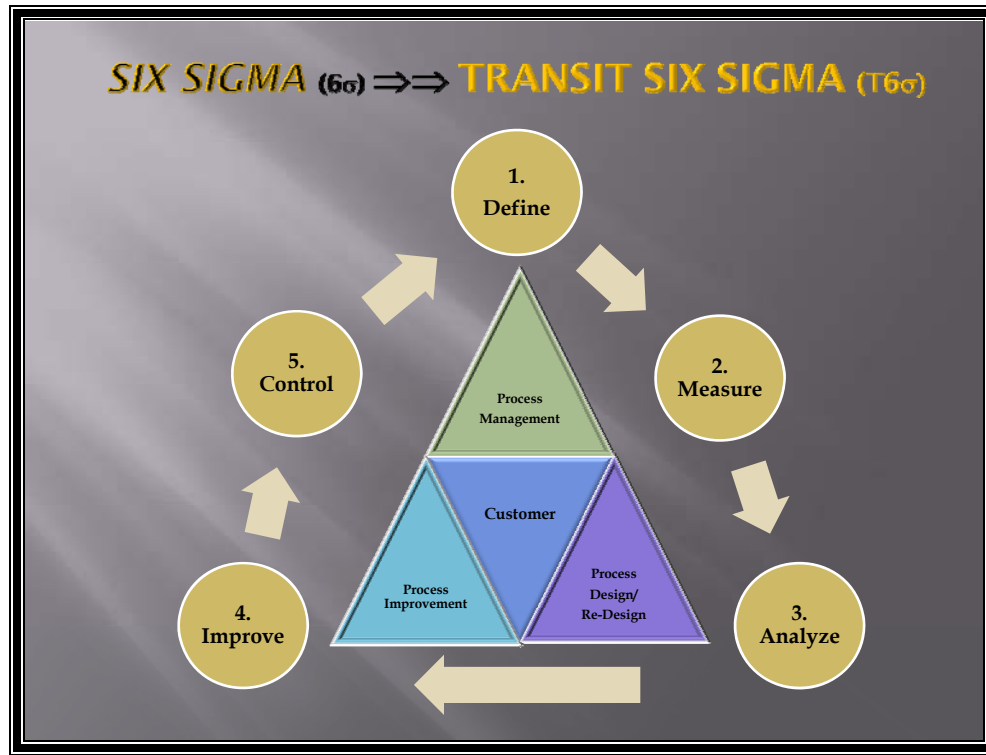 SIX SIGMA (6σ) ⇒⇒ TRANSIT SIX SIGMA (T6σ)
1.
Define
2.
Measure
3.
Analyze
4.
Improve
5.
Control
Process
Management
Customer
Process
Improvement
Process
Design/
Re-Design